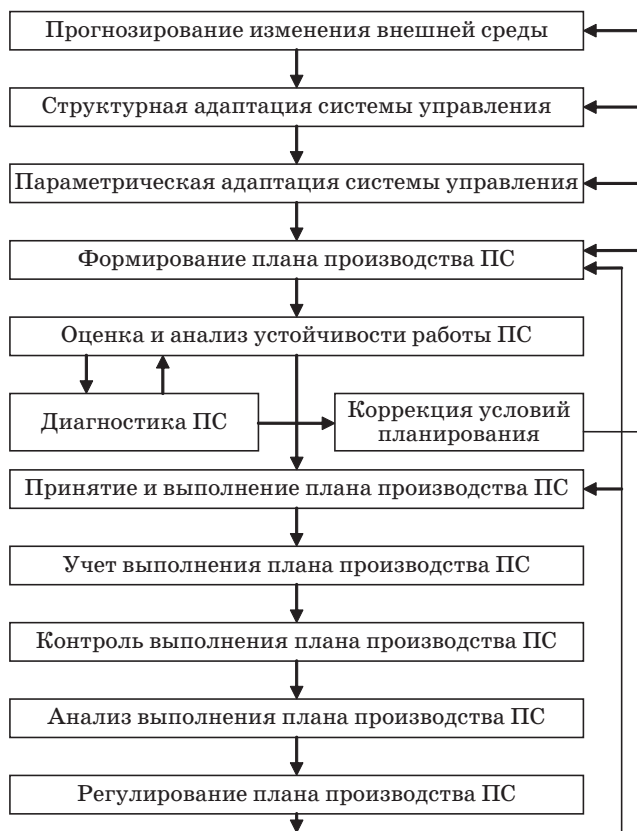 Прогнозирование изменения внешней среды
Структурная адаптация системы управления
Параметрическая адаптация системы управления
Формирование плана производства ПС
Оценка и анализ устойчивости работы ПС
Диагностика ПС
Коррекция условий
планирования
Принятие и выполнение плана производства ПС
Учет выполнения плана производства ПС
Контроль выполнения плана производства ПС
Анализ выполнения плана производства ПС
Регулирование плана производства ПС